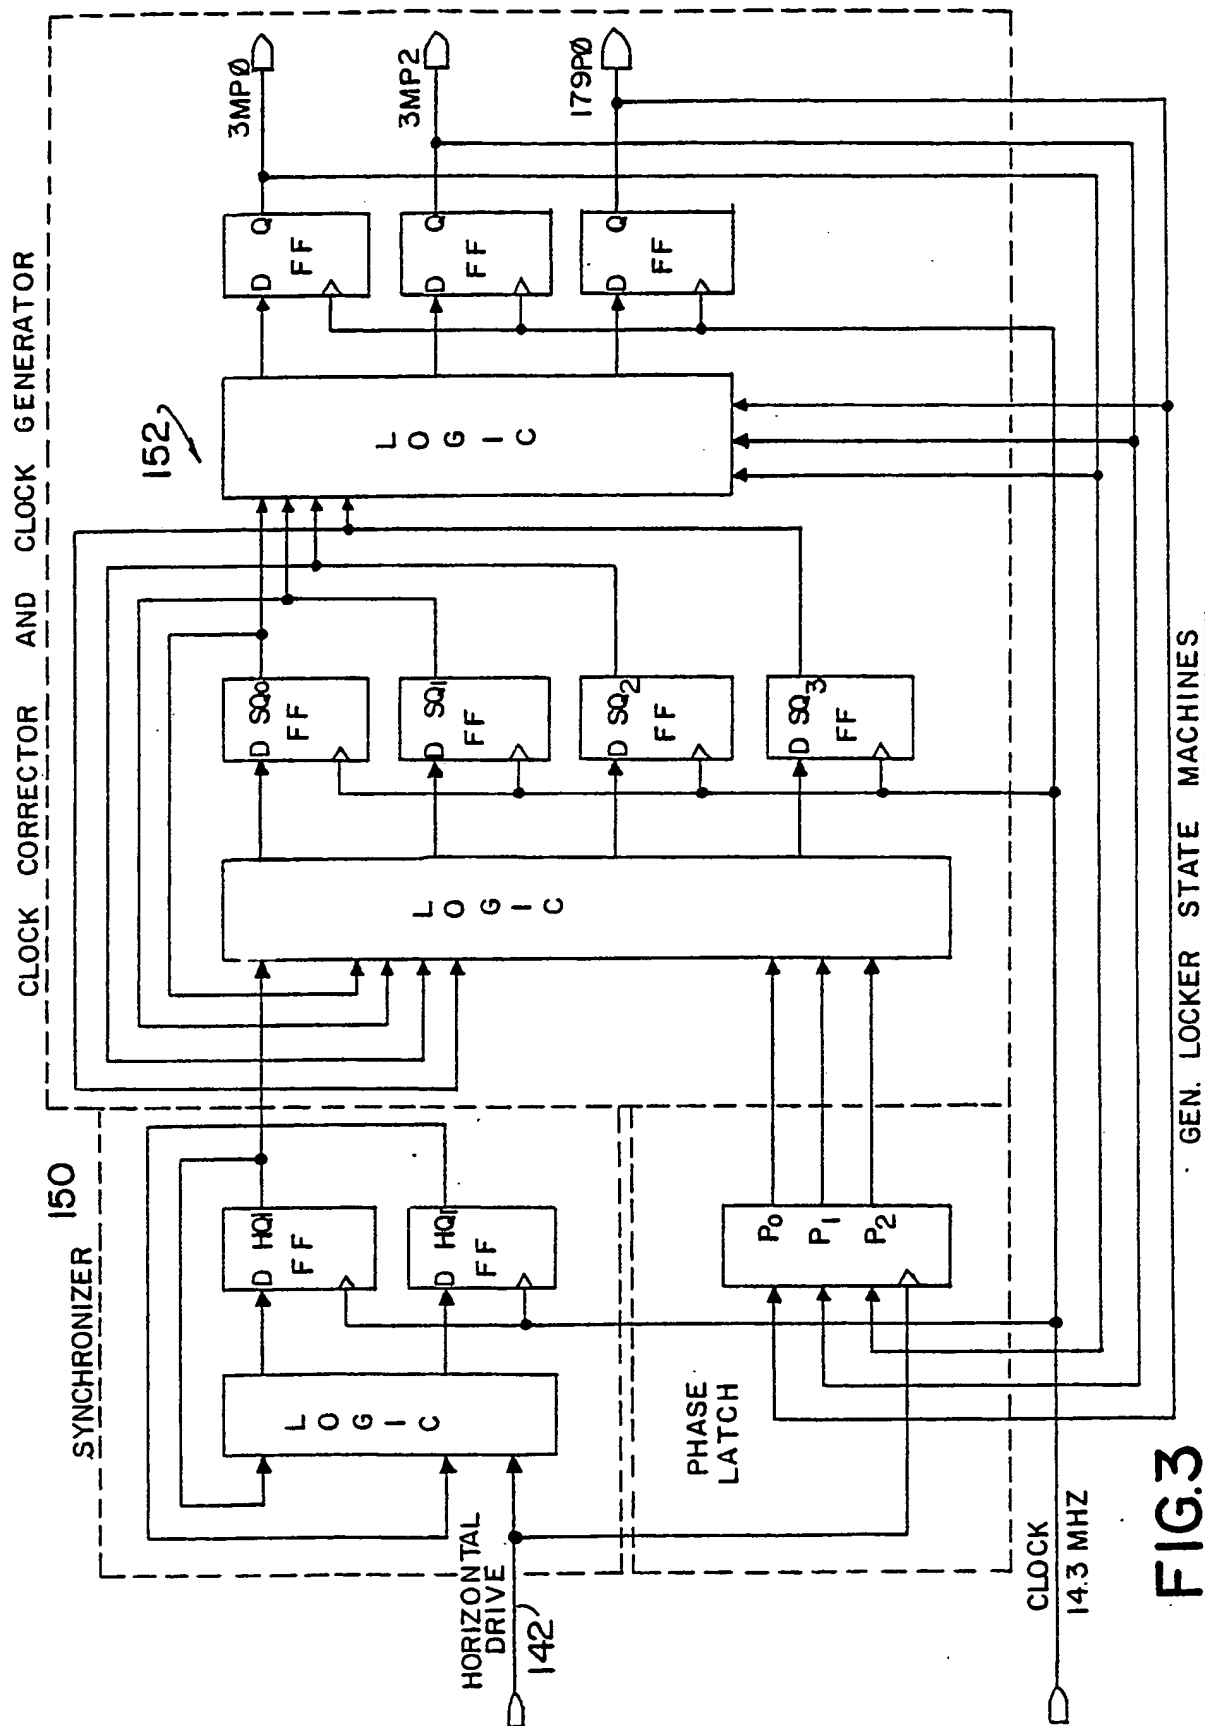 CLOCK CORRECTOR AND CLOCK GENERATOR
SYNCHRONIZER
150
152
HORIZONTAL
DRIVE
142
LOGIC
D HQ1
FF
D HQ1
FF
PHASE
LATCH
P0
P1
P2
LOGIC
D SQ0
FF
D SQ1
FF
D SQ2
FF
D SQ3
FF
LOGIC
D Q
FF
D Q
FF
D Q
FF
3MPØ
3MP2
179PØ
CLOCK
14.3 MHZ
GEN. LOCKER STATE MACHINES
FIG.3